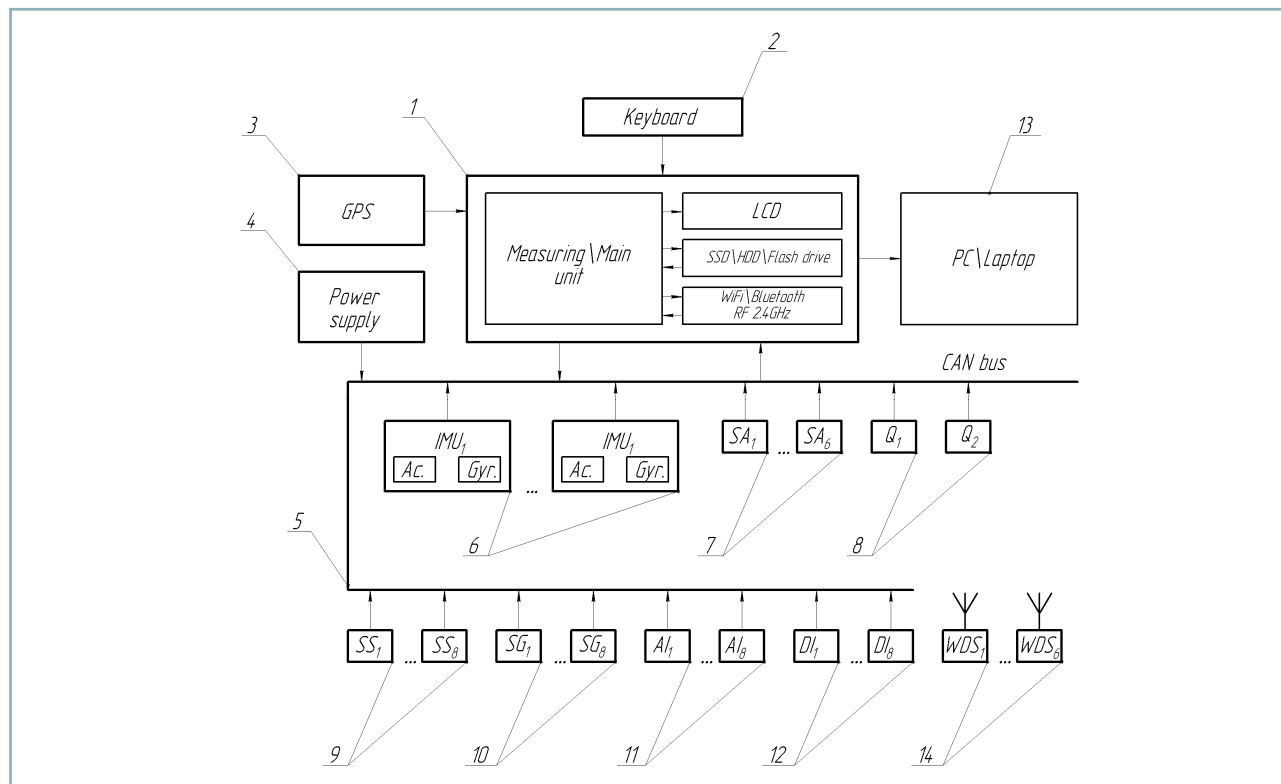 2
Keyboard
1
13
3
GPS
4
Power
supply
Measuring\Main
unit
LCD
SSD\HDD\Flash drive
WiFi\Bluetooth
RF 2.4GHz
PC\Laptop
CAN bus
IMU1
Ac.
Gyr.
...
IMU1
Ac.
Gyr.
SA1
...
SA6
Q1
Q2
5
6
7
8
SS1
...
SS8
SG1
...
SG8
AI1
...
AI8
DI1
...
DI8
WDS1
...
WDS6
9
10
11
12
14